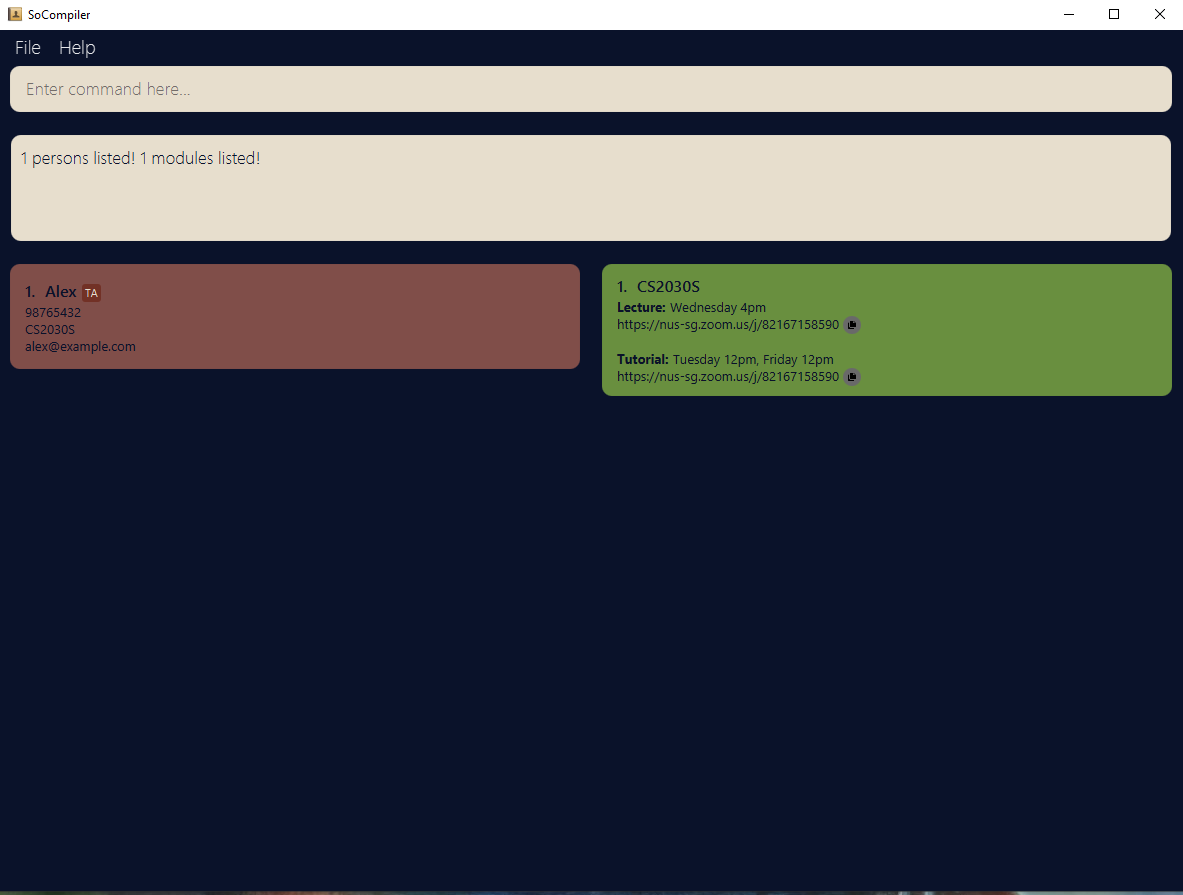 SoCompiler
File Help
Enter command here...
1 persons listed! 1 modules listed!
1. Alex TA
98765432
CS2030S
alex@example.com
1. CS2030S
Lecture: Wednesday 4pm
https://nus-sg.zoom.us/j/82167158590
Tutorial: Tuesday 12pm, Friday 12pm
https://nus-sg.zoom.us/j/82167158590